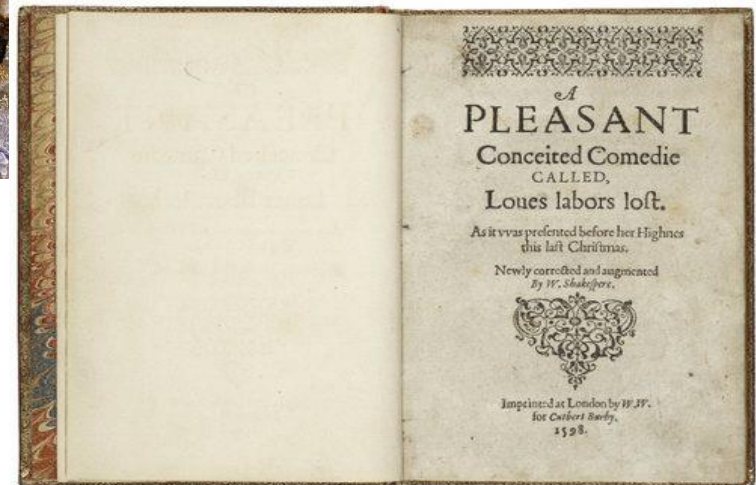 A
PLEASANT
Conceited Comedie
CALLED,
Loues labors lost.
As it vvas presented before her Highnes
this last Christmas.
Newly corrected and augmented
By W. Shakespere.
Imprinted at London by W.W.
for Cutbert Burby.
1598.